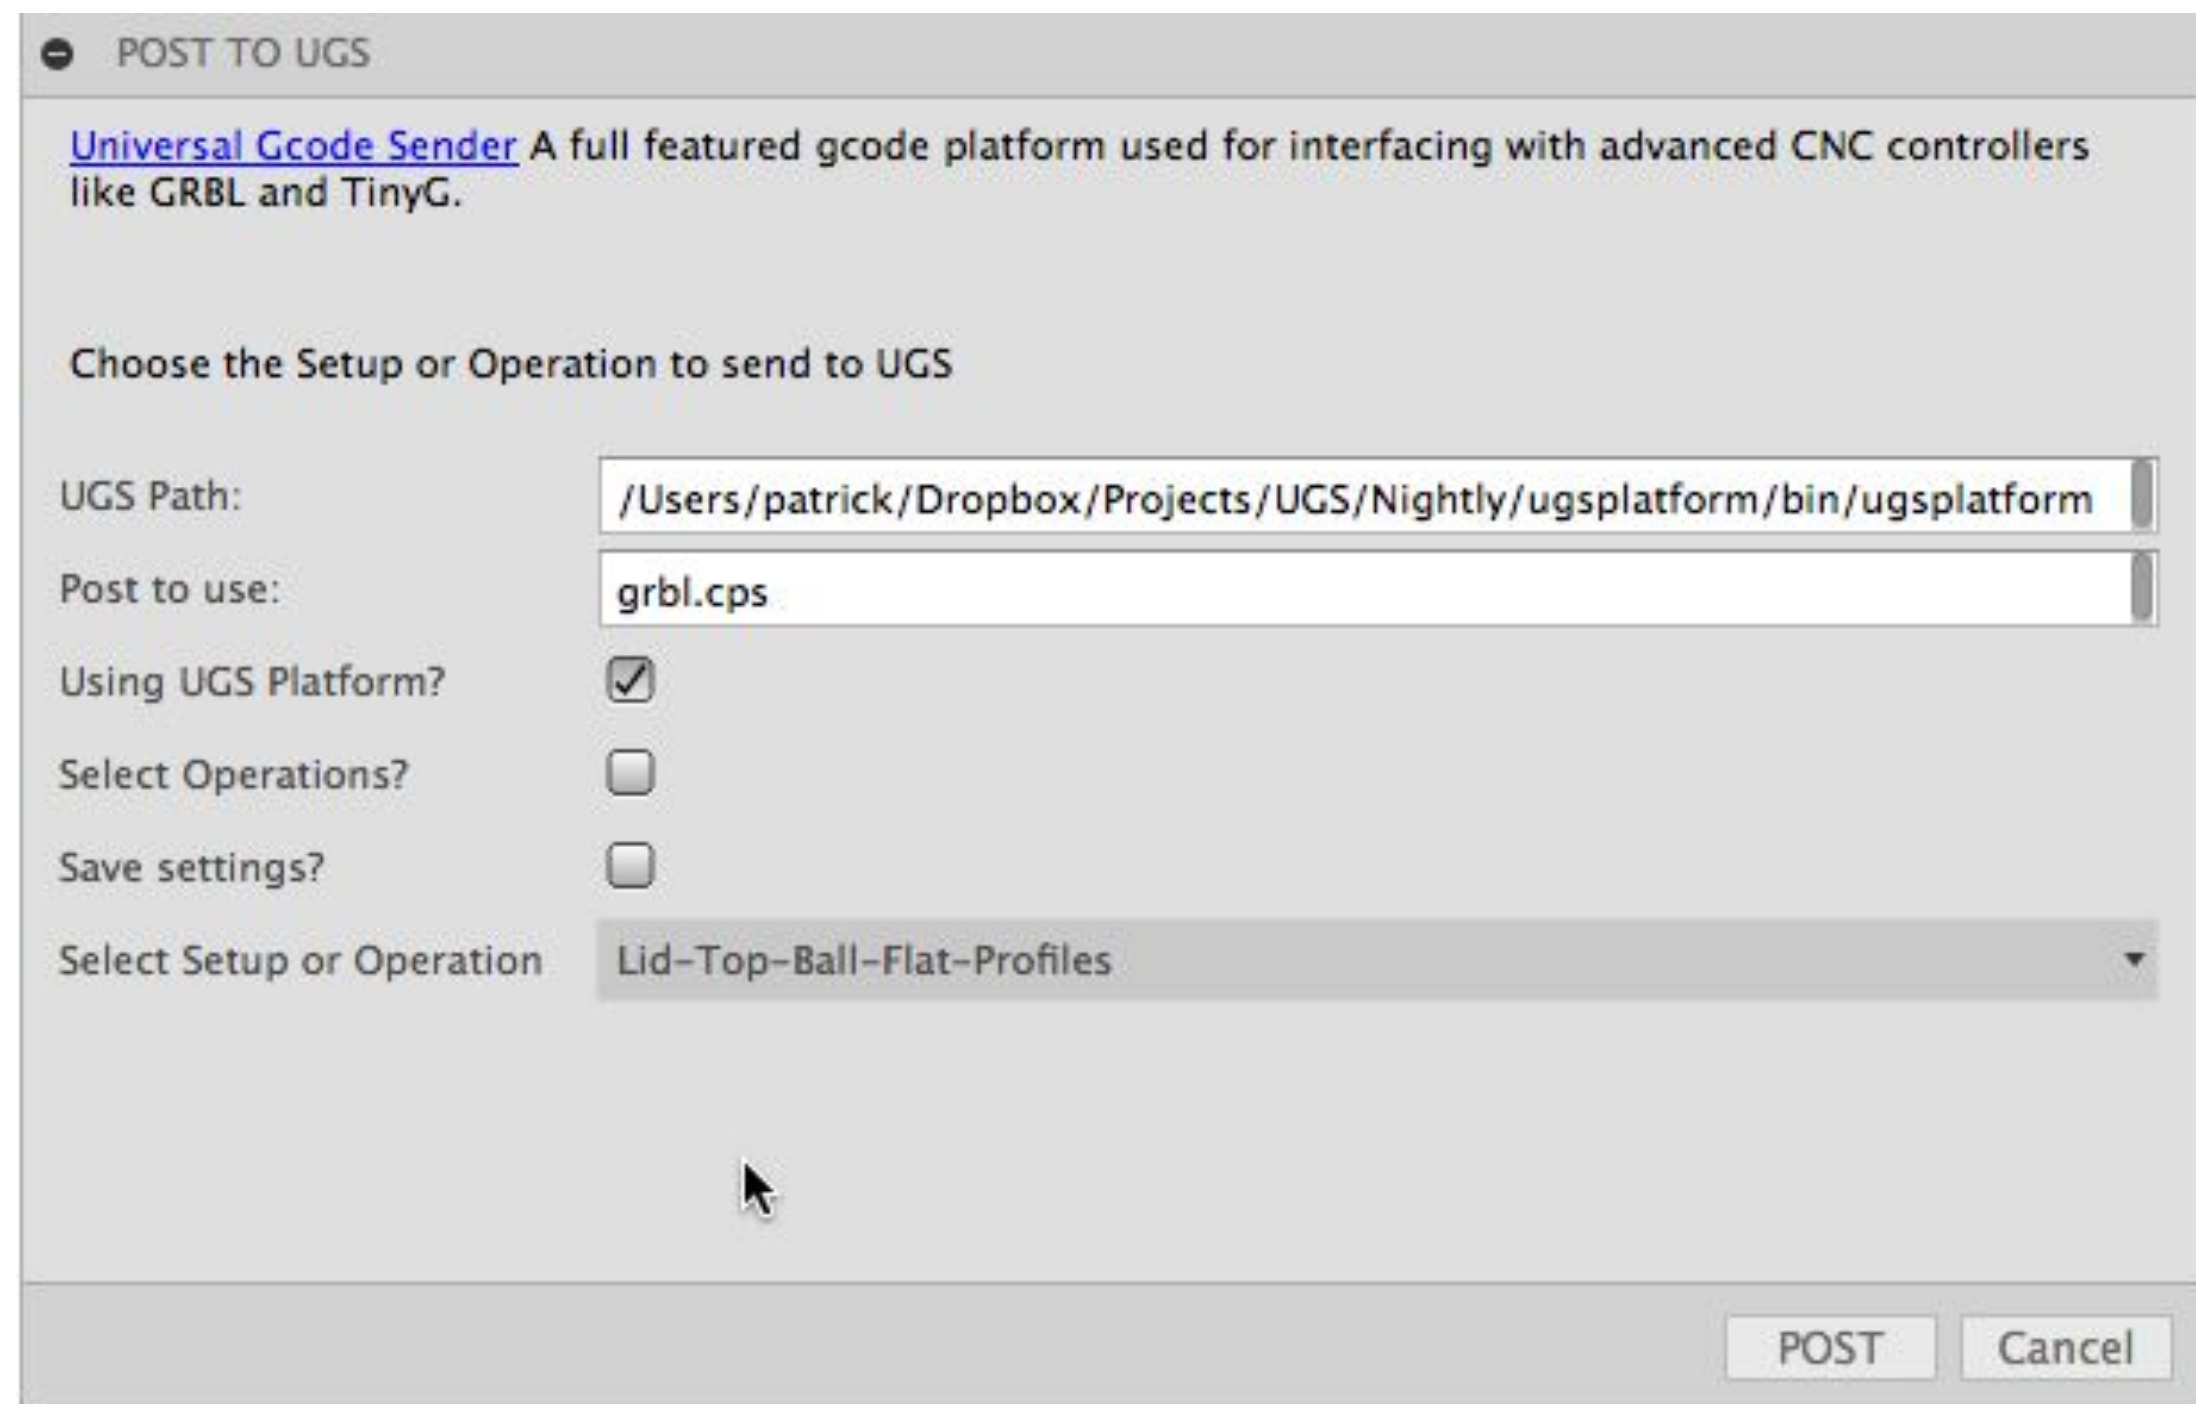 POST TO UGS
Universal Gcode Sender A full featured gcode platform used for interfacing with advanced CNC controllers
like GRBL and TinyG.
Choose the Setup or Operation to send to UGS
UGS Path: /Users/patrick/Dropbox/Projects/UGS/Nightly/ugsplatform/bin/ugsplatform
Post to use: grbl.cps
Using UGS Platform?
Select Operations?
Save settings?
Select Setup or Operation Lid-Top-Ball-Flat-Profiles
POST Cancel